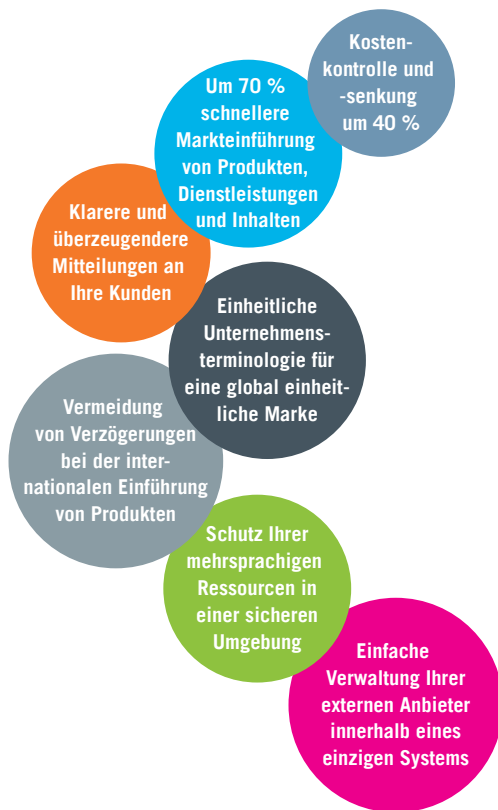 Kosten-
kontrolle und
-senkung
um 40 %
Um 70 %
schnellere
Markteinführung
von Produkten,
Dienstleistungen
und Inhalten
Klarere und
überzeugendere
Mitteilungen an
Ihre Kunden
Einheitliche
Unternehmens-
terminologie für
eine global einheit-
liche Marke
Vermeidung
von Verzögerungen
bei der inter-
nationalen Einführung
von Produkten
Schutz Ihrer
mehrsprachigen
Ressourcen in
einer sicheren
Umgebung
Einfache
Verwaltung Ihrer
externen Anbieter
innerhalb eines
einzigen Systems